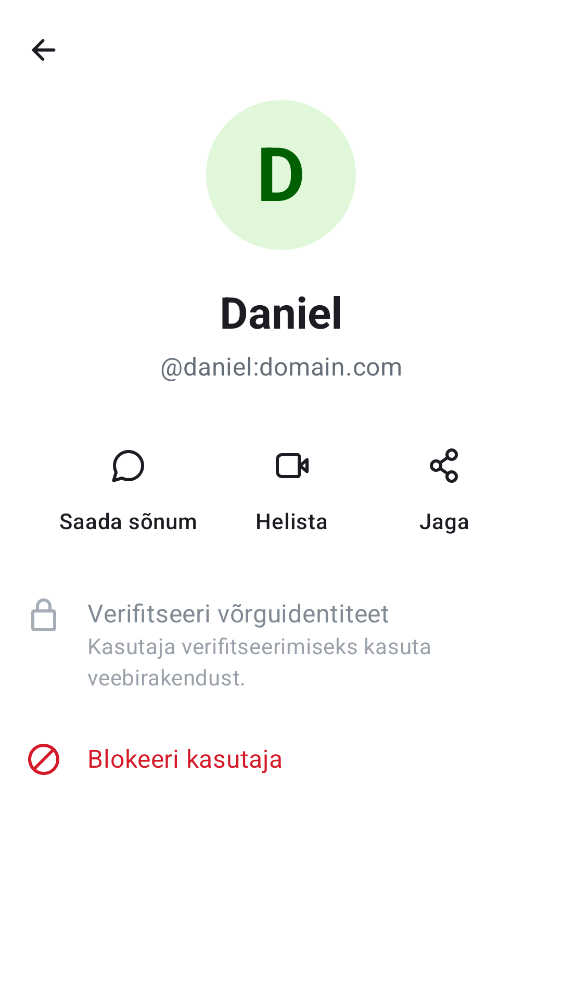 D
Daniel
@daniel:domain.com
Saada sõnum
Helista
Jaga
Verifitseeri võrguidentiteet
Kasutaja verifitseerimiseks kasuta
veebirakendust.
Blokeeri kasutaja